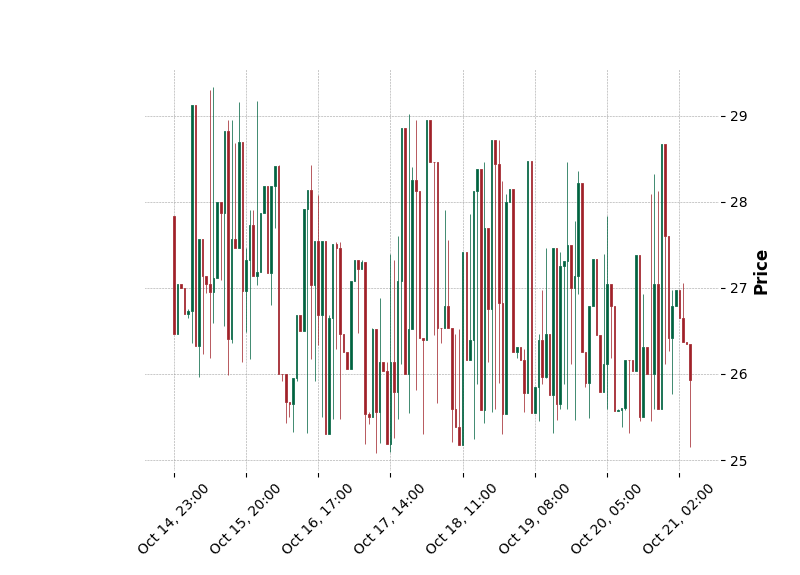 29
28
27
26
25
Price
Oct 14, 23:00
Oct 15, 20:00
Oct 16, 17:00
Oct 17, 14:00
Oct 18, 11:00
Oct 19, 08:00
Oct 20, 05:00
Oct 21, 02:00